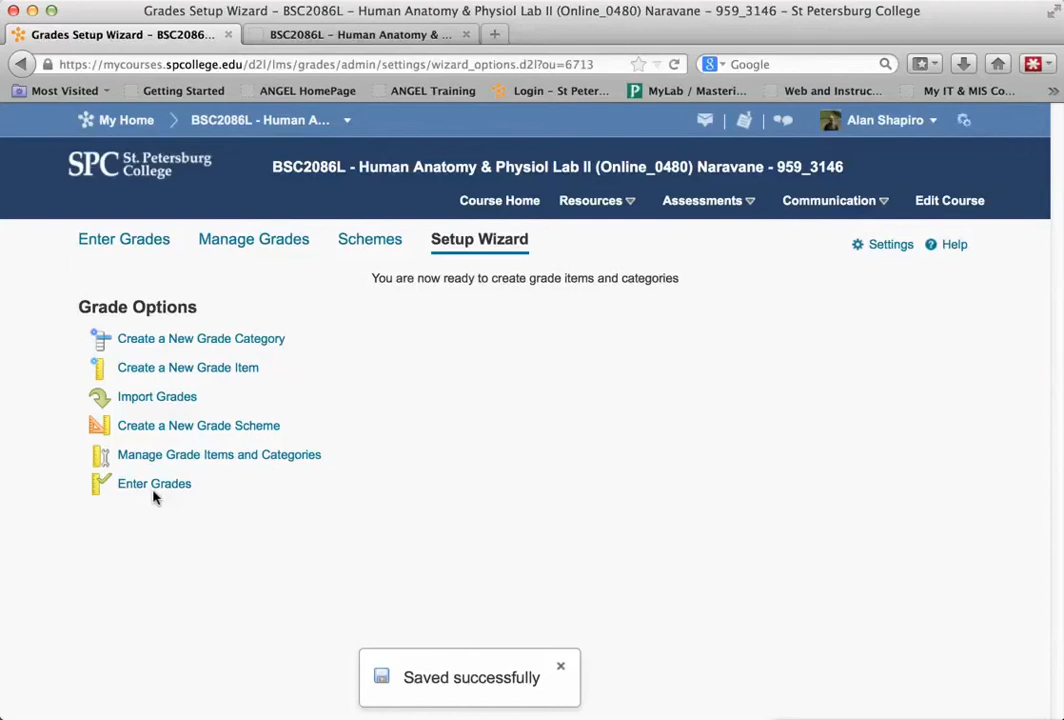 Grades Setup Wizard - BSC2086L - Human Anatomy & Physiol Lab II (Online_0480) Naravane - 959_3146 - St Petersburg College
Grades Setup Wizard - BSC2086... × BSC2086L - Human Anatomy & ... × +
https://mycourses.spcollege.edu/d2l/lms/grades/admin/settings/wizard_options.d2l?ou=6713 Google
Most Visited Getting Started ANGEL HomePage ANGEL Training Login - St Peter... MyLab / Masteri... Web and Instruc... My IT & MIS Co... »
My Home BSC2086L - Human A... Alan Shapiro
SPC St. Petersburg College
BSC2086L - Human Anatomy & Physiol Lab II (Online_0480) Naravane - 959_3146
Course Home Resources Assessments Communication Edit Course
Enter Grades Manage Grades Schemes Setup Wizard Settings Help
You are now ready to create grade items and categories
Grade Options
Create a New Grade Category
Create a New Grade Item
Import Grades
Create a New Grade Scheme
Manage Grade Items and Categories
Enter Grades
Saved successfully ×